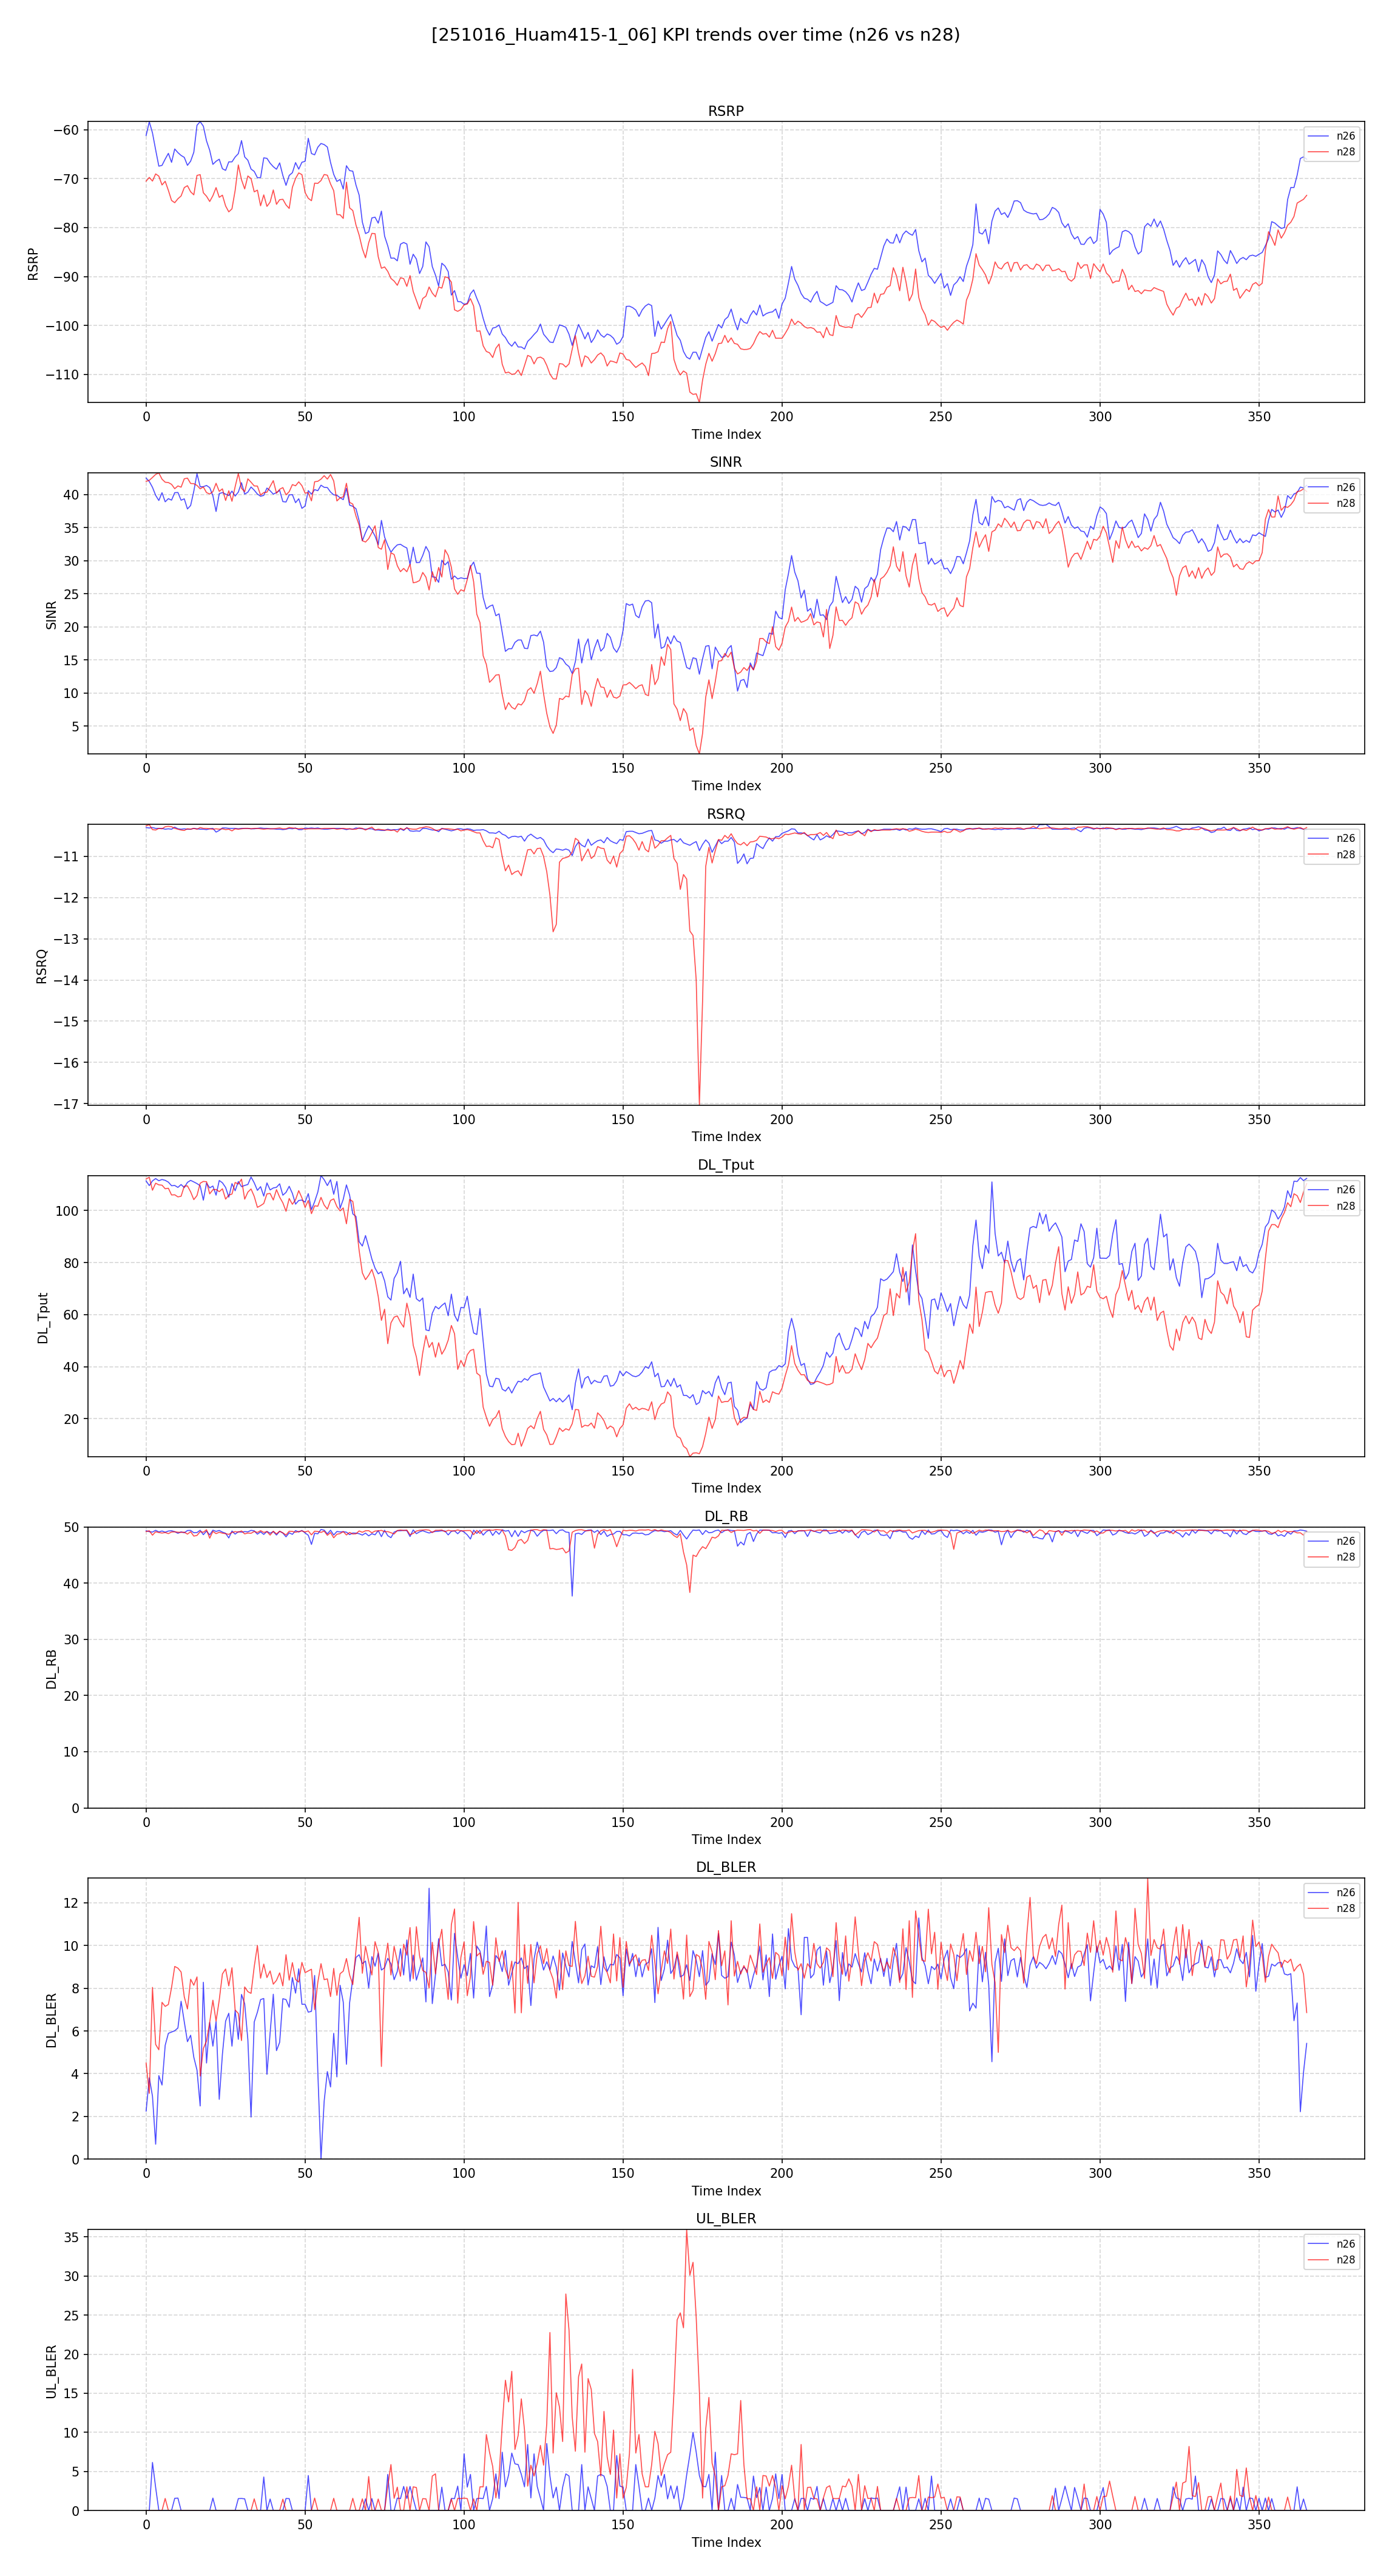 [251016_Huam415-1_06] KPI trends over time (n26 vs n28)
RSRP
n26
n28
−60
−70
−80
−90
−100
−110
RSRP
0 50 100 150 200 250 300 350
Time Index
SINR
n26
n28
40
35
30
25
20
15
10
5
SINR
0 50 100 150 200 250 300 350
Time Index
RSRQ
n26
n28
−11
−12
−13
−14
−15
−16
−17
RSRQ
0 50 100 150 200 250 300 350
Time Index
DL_Tput
n26
n28
100
80
60
40
20
DL_Tput
0 50 100 150 200 250 300 350
Time Index
DL_RB
n26
n28
50
40
30
20
10
0
DL_RB
0 50 100 150 200 250 300 350
Time Index
DL_BLER
n26
n28
12
10
8
6
4
2
0
DL_BLER
0 50 100 150 200 250 300 350
Time Index
UL_BLER
n26
n28
35
30
25
20
15
10
5
0
UL_BLER
0 50 100 150 200 250 300 350
Time Index